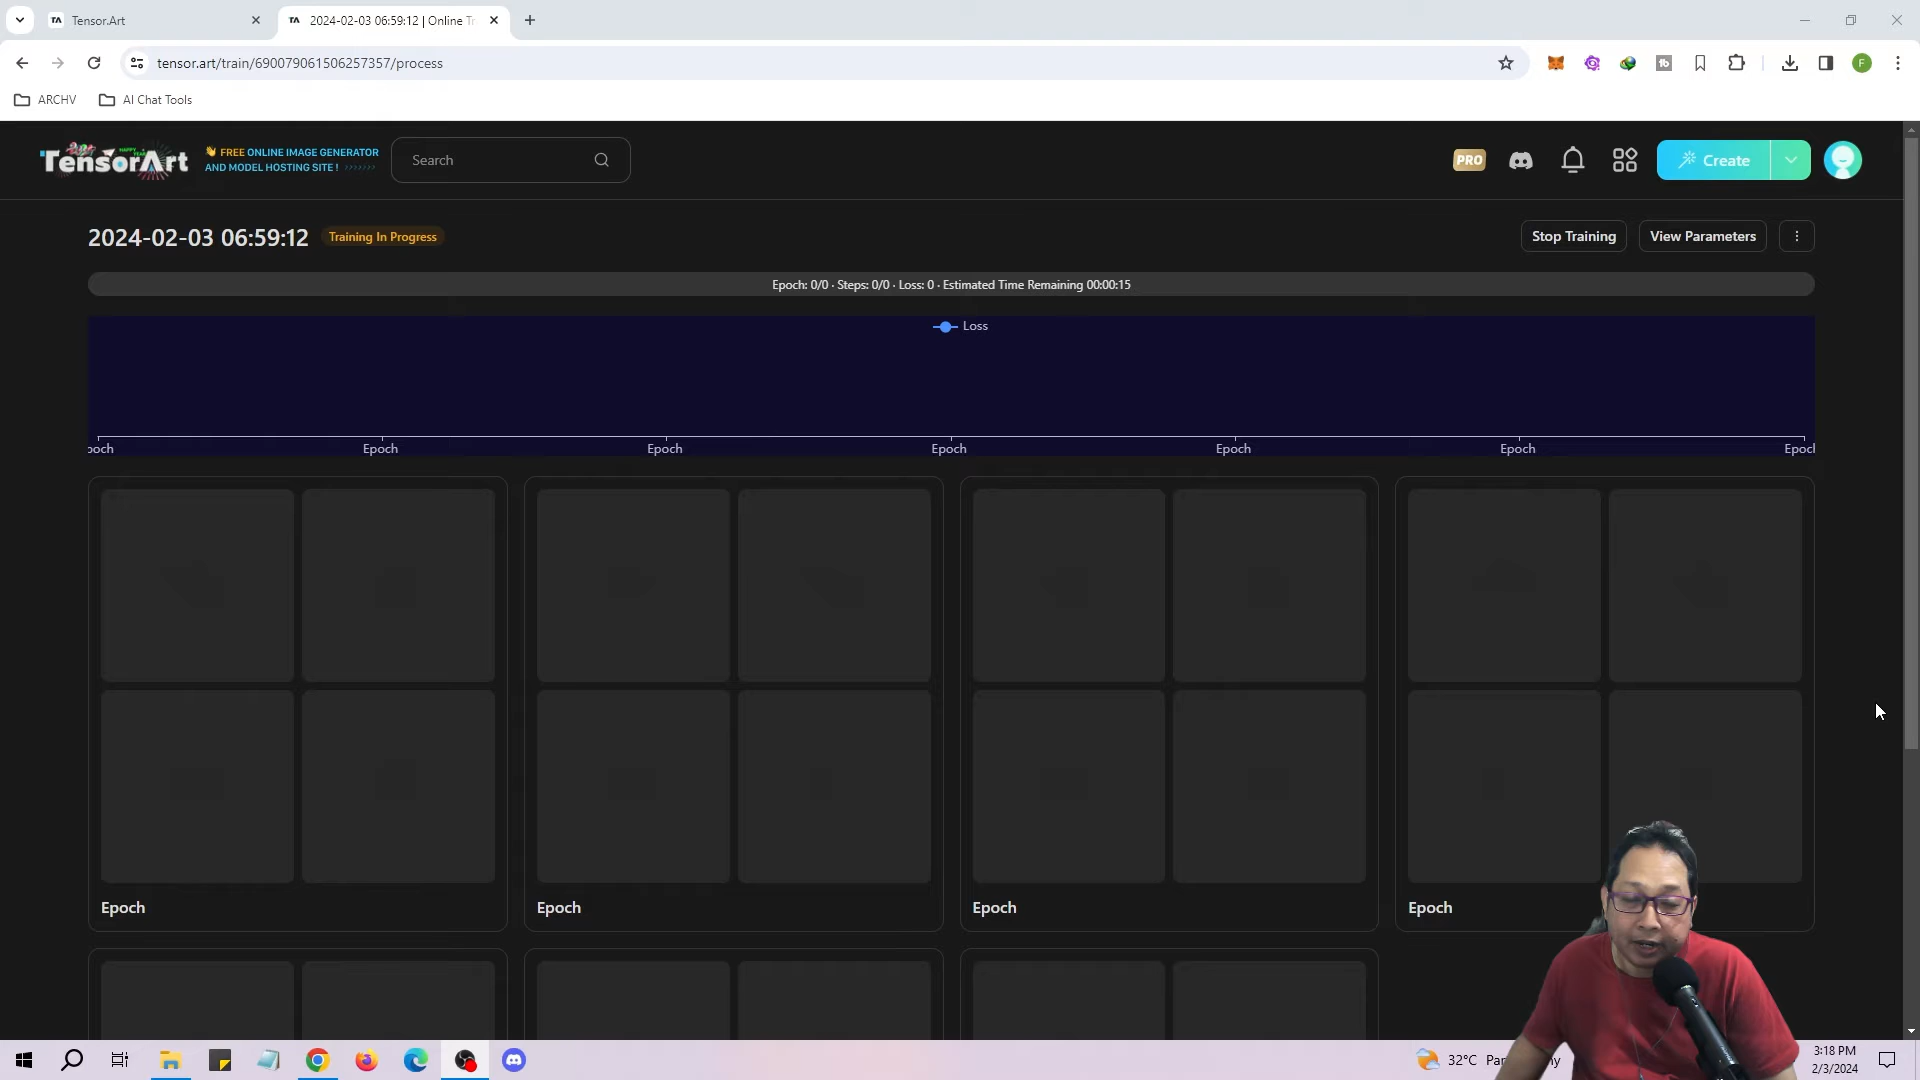 Tensor.Art
2024-02-03 06:59:12 | Online Tr
tensor.art/train/690079061506257357/process
F
ARCHV
AI Chat Tools
TensorArt
FREE ONLINE IMAGE GENERATOR
AND MODEL HOSTING SITE !
Search
PRO
Create
2024-02-03 06:59:12
Training In Progress
Stop Training
View Parameters
Epoch: 0/0 · Steps: 0/0 · Loss: 0 · Estimated Time Remaining 00:00:15
Loss
poch
Epoch
Epoch
Epoch
Epoch
Epoch
Epoch
Epoch
Epoch
Epoch
Epoch
32°C
3:18 PM
2/3/2024